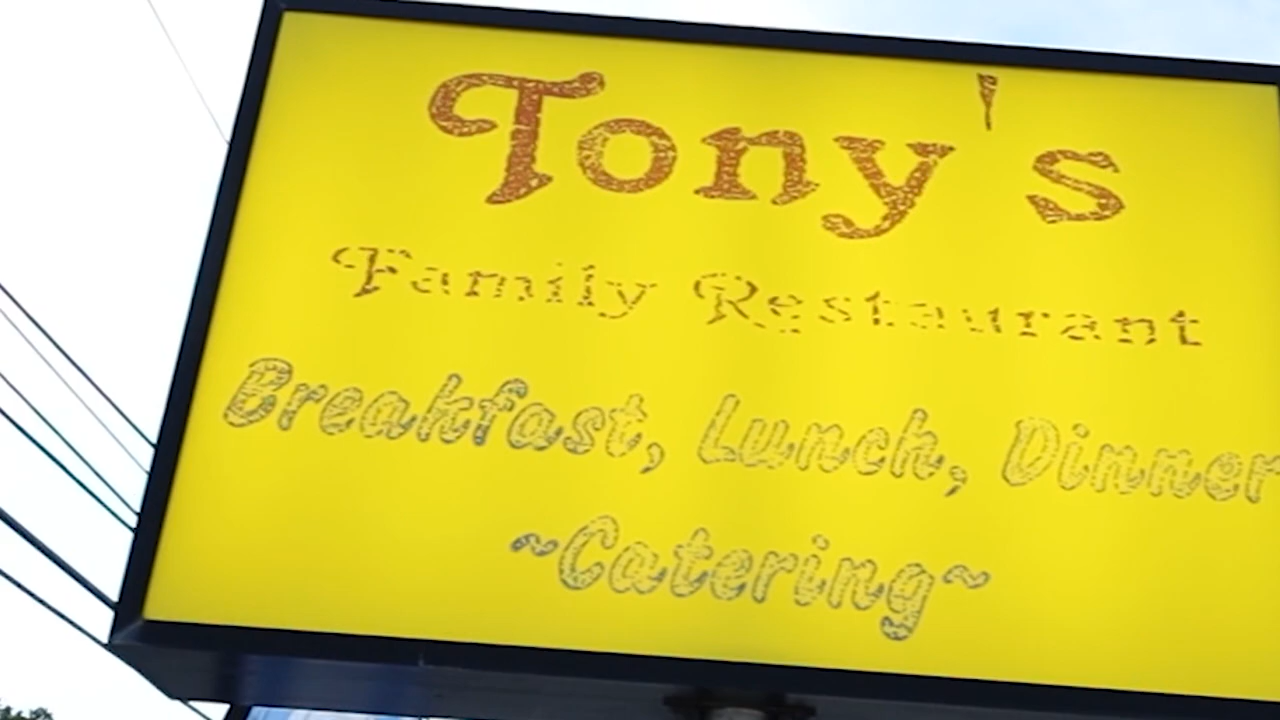 Tony's
Family Restaurant
Breakfast, Lunch, Dinner
~Catering~